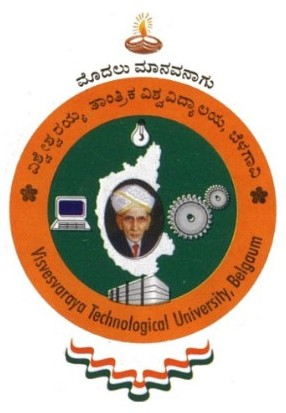 ಮೊದಲು ಮಾನವನಾಗು
ವಿಶ್ವೇಶ್ವರಯ್ಯ ತಾಂತ್ರಿಕ ವಿಶ್ವವಿದ್ಯಾಲಯ, ಬೆಳಗಾವಿ
Visvesvaraya Technological University, Belgaum